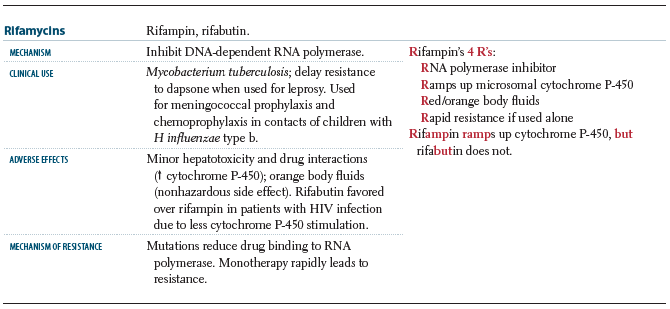 Rifamycins Rifampin, rifabutin.
MECHANISM Inhibit DNA-dependent RNA polymerase.
CLINICAL USE Mycobacterium tuberculosis; delay resistance
to dapsone when used for leprosy. Used
for meningococcal prophylaxis and
chemoprophylaxis in contacts of children with
H influenzae type b.
ADVERSE EFFECTS Minor hepatotoxicity and drug interactions
(↑ cytochrome P-450); orange body fluids
(nonhazardous side effect). Rifabutin favored
over rifampin in patients with HIV infection
due to less cytochrome P-450 stimulation.
MECHANISM OF RESISTANCE Mutations reduce drug binding to RNA
polymerase. Monotherapy rapidly leads to
resistance.
Rifampin's 4 R's:
RNA polymerase inhibitor
Ramps up microsomal cytochrome P-450
Red/orange body fluids
Rapid resistance if used alone
Rifampin ramps up cytochrome P-450, but
rifabutin does not.